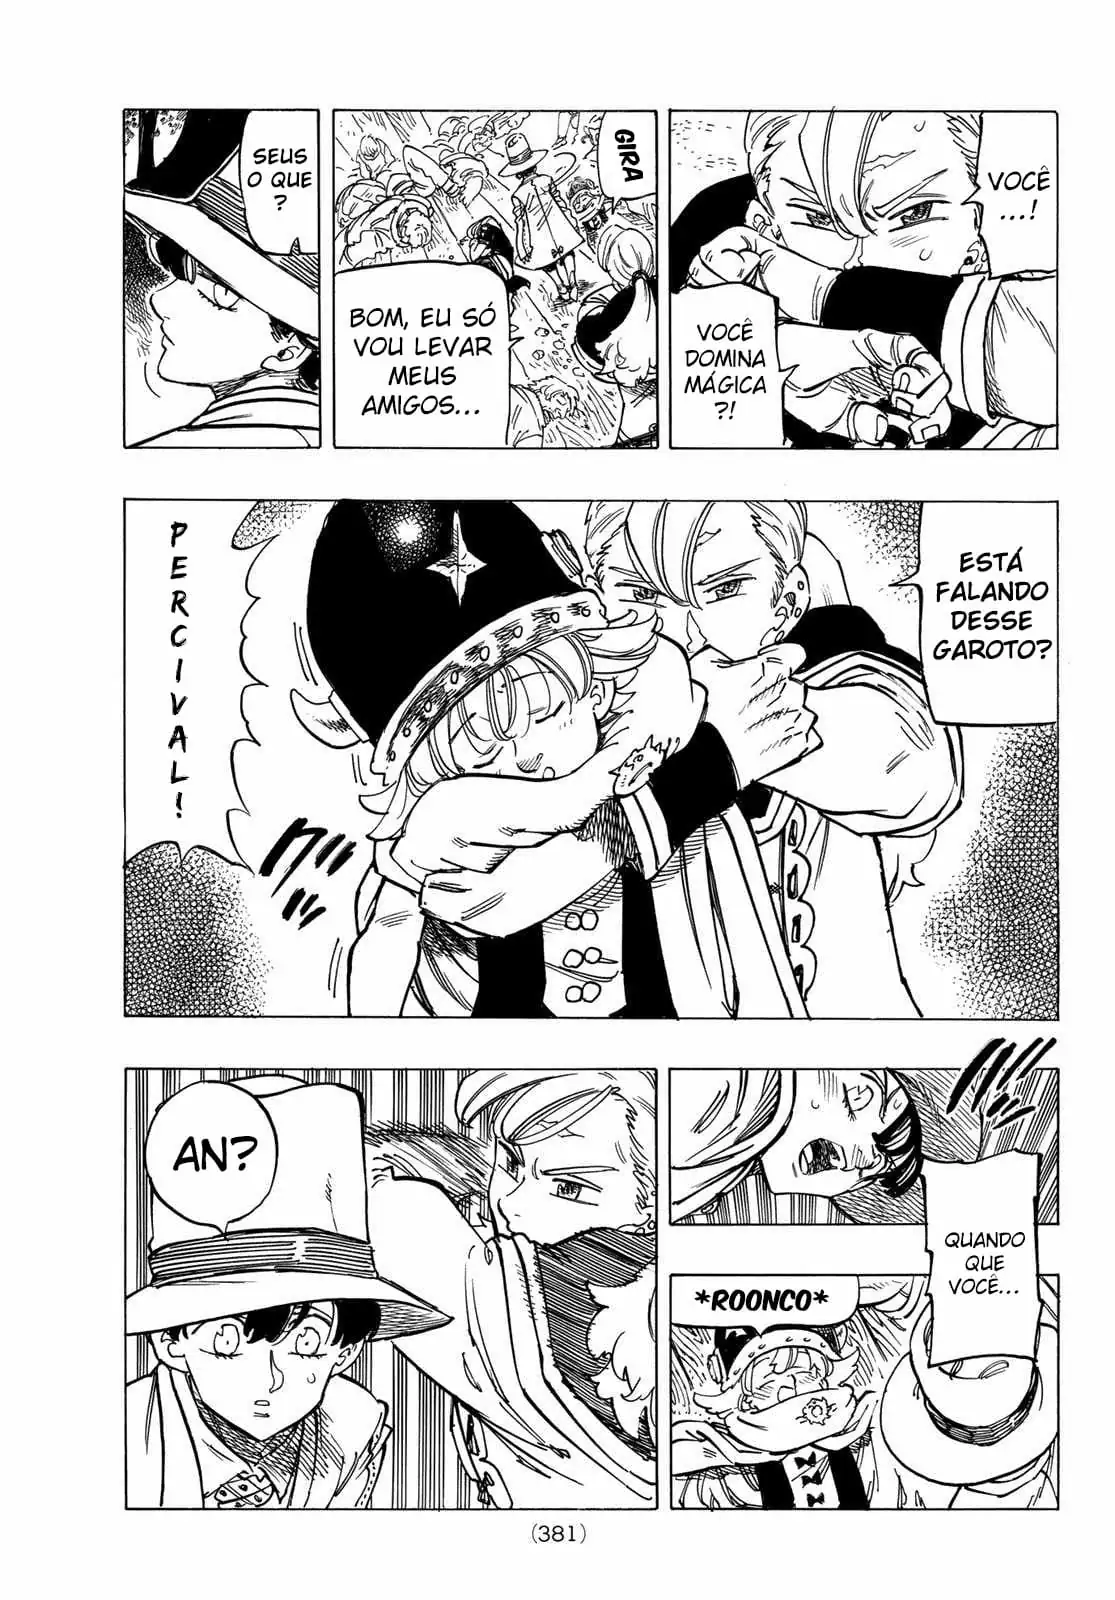 VOCÊ
...!
VOCÊ
DOMINA
MÁGICA
?!
GIRA
BOM, EU SÓ
VOU LEVAR
MEUS
AMIGOS...
SEUS
O QUE
?
ESTÁ
FALANDO
DESSE
GAROTO?
PERCIVAL!
QUANDO
QUE
VOCÊ...
*ROONCO*
AN?
(381)